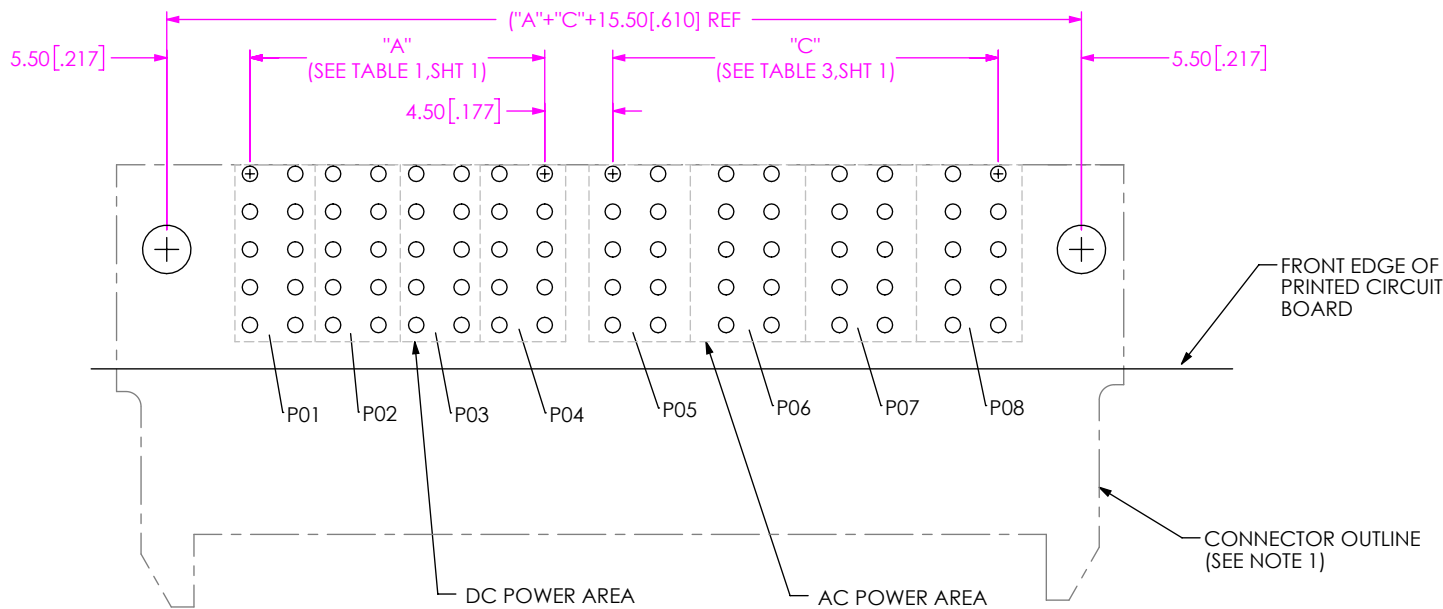 ("A"+"C"+15.50[.610] REF
5.50[.217]
"A"
(SEE TABLE 1,SHT 1)
"C"
(SEE TABLE 3,SHT 1)
5.50[.217]
4.50[.177]
FRONT EDGE OF
PRINTED CIRCUIT
BOARD
P01
P02
P03
P04
P05
P06
P07
P08
CONNECTOR OUTLINE
(SEE NOTE 1)
DC POWER AREA
AC POWER AREA